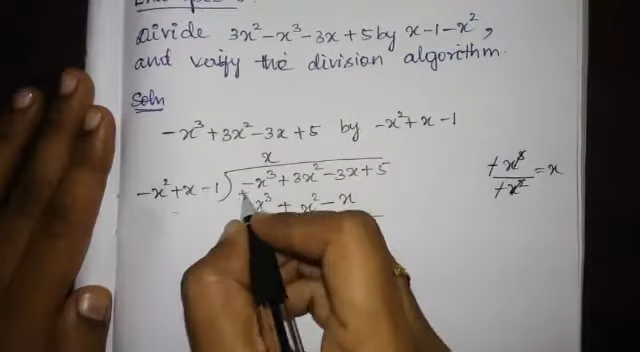 Divide 3x² - x³ - 3x + 5 by x - 1 - x²,
and verify the division algorithm.
Soln
-x³ + 3x² - 3x + 5 by -x² + x - 1
x
-x² + x - 1 ) -x³ + 3x² - 3x + 5
x³ + x² - x
+x³ / +x² = x